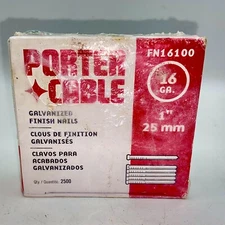 PORTER
CABLE
FN16100
16
GA.
1"
25 mm
GALVANIZED
FINISH NAILS
CLOUS DE FINITION
GALVANISÉS
CLAVOS PARA
ACABADOS
GALVANIZADOS
Qty / Quantité: 2500